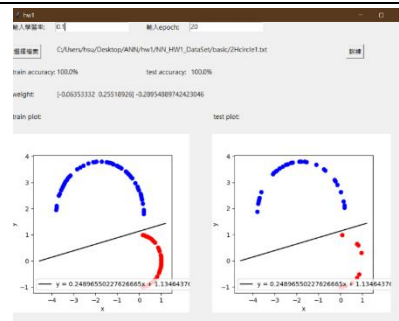 hw1
輸入學習率: 0.1 輸入epoch: 20
選擇檔案 C:/Users/hsu/Desktop/ANN/hw1/NN_HW1_DataSet/basic/2Hcircle1.txt 訓練
train accuracy: 100.0% test accuracy: 100.0%
weight: [-0.06353332 0.25518926] -0.28954889742423046
train plot: test plot:
4
3
2
1
0
-1
y
-4 -3 -2 -1 0 1
x
y = 0.24896550227626665x + 1.13464376
4
3
2
1
0
-1
y
-4 -3 -2 -1 0 1
x
y = 0.24896550227626665x + 1.13464376